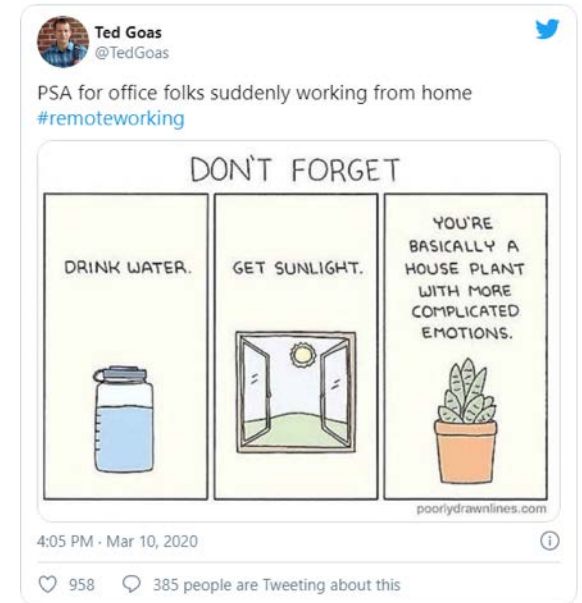 Ted Goas
@TedGoas
PSA for office folks suddenly working from home
#remoteworking
DON'T FORGET
DRINK WATER.
GET SUNLIGHT.
YOU'RE
BASICALLY A
HOUSE PLANT
WITH MORE
COMPLICATED
EMOTIONS.
poorlydrawnlines.com
4:05 PM · Mar 10, 2020
958
385 people are Tweeting about this